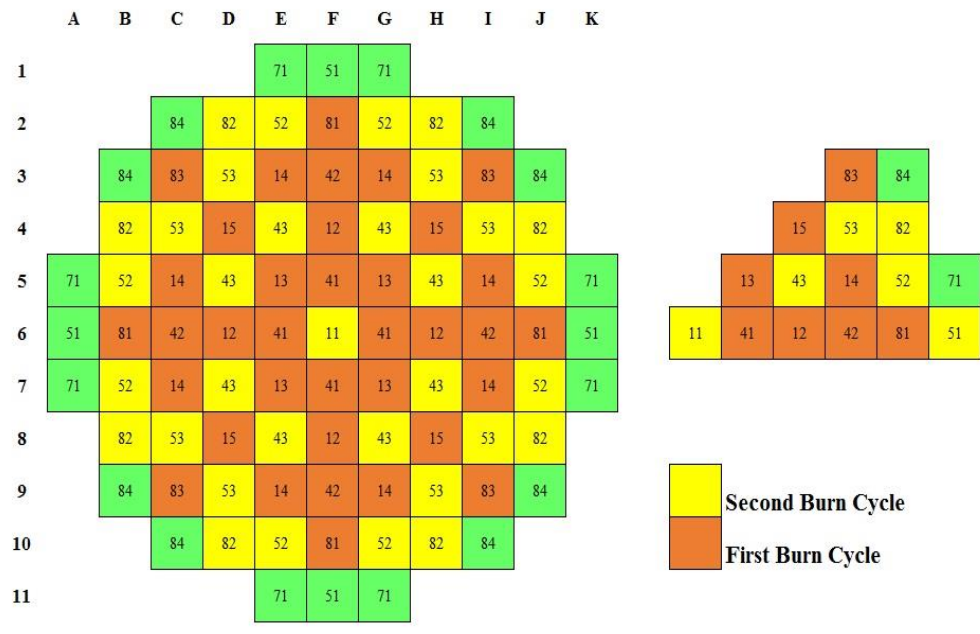 A B C D E F G H I J K
1 71 51 71
2 84 82 52 81 52 82 84
3 84 83 53 14 42 14 53 83 84
83 84
4 82 53 15 43 12 43 15 53 82
15 53 82
5 71 52 14 43 13 41 13 43 14 52 71
13 43 14 52 71
6 51 81 42 12 41 11 41 12 42 81 51
11 41 12 42 81 51
7 71 52 14 43 13 41 13 43 14 52 71
8 82 53 15 43 12 43 15 53 82
9 84 83 53 14 42 14 53 83 84
Second Burn Cycle
10 84 82 52 81 52 82 84
First Burn Cycle
11 71 51 71